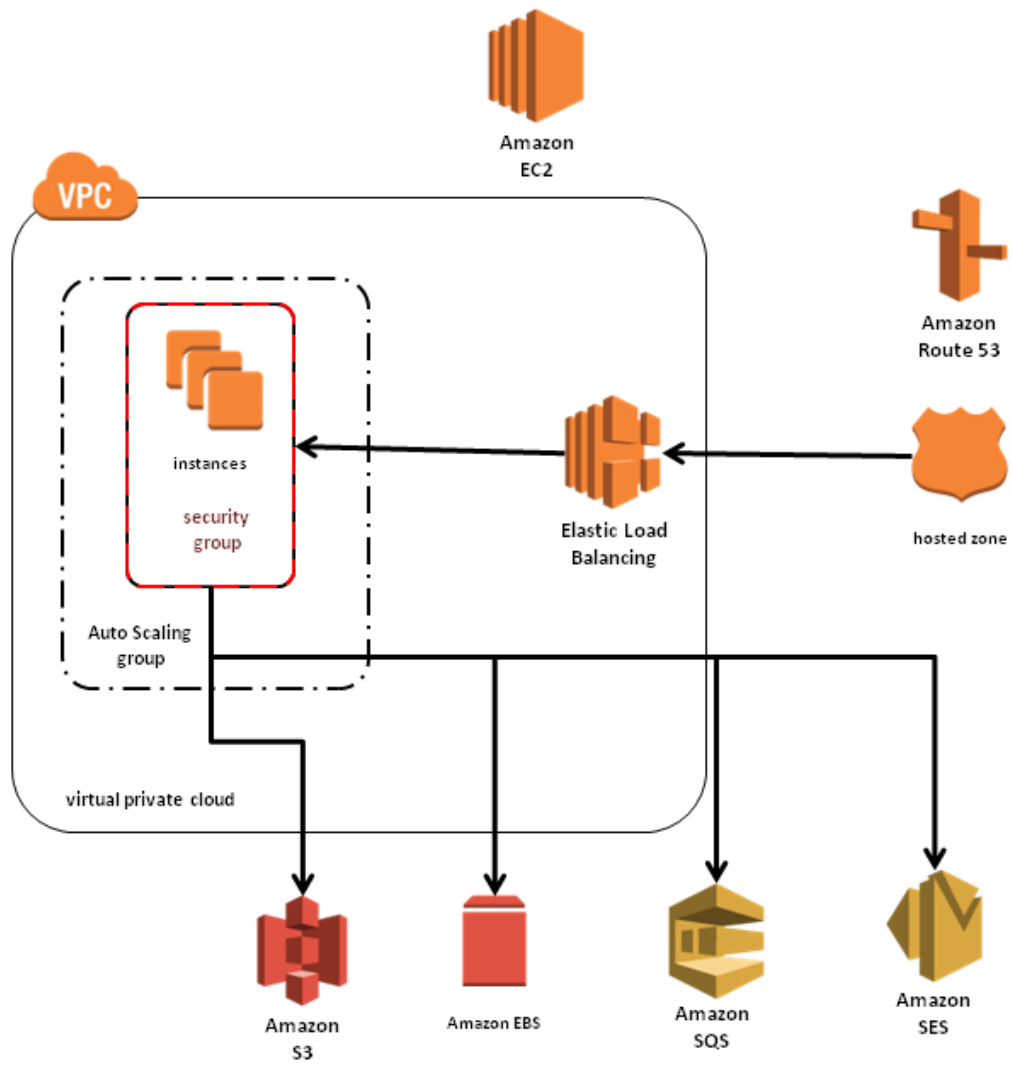 Amazon
EC2
VPC
Amazon
Route 53
instances
security
group
Elastic Load
Balancing
hosted zone
Auto Scaling
group
virtual private cloud
Amazon
S3
Amazon EBS
Amazon
SQS
Amazon
SES